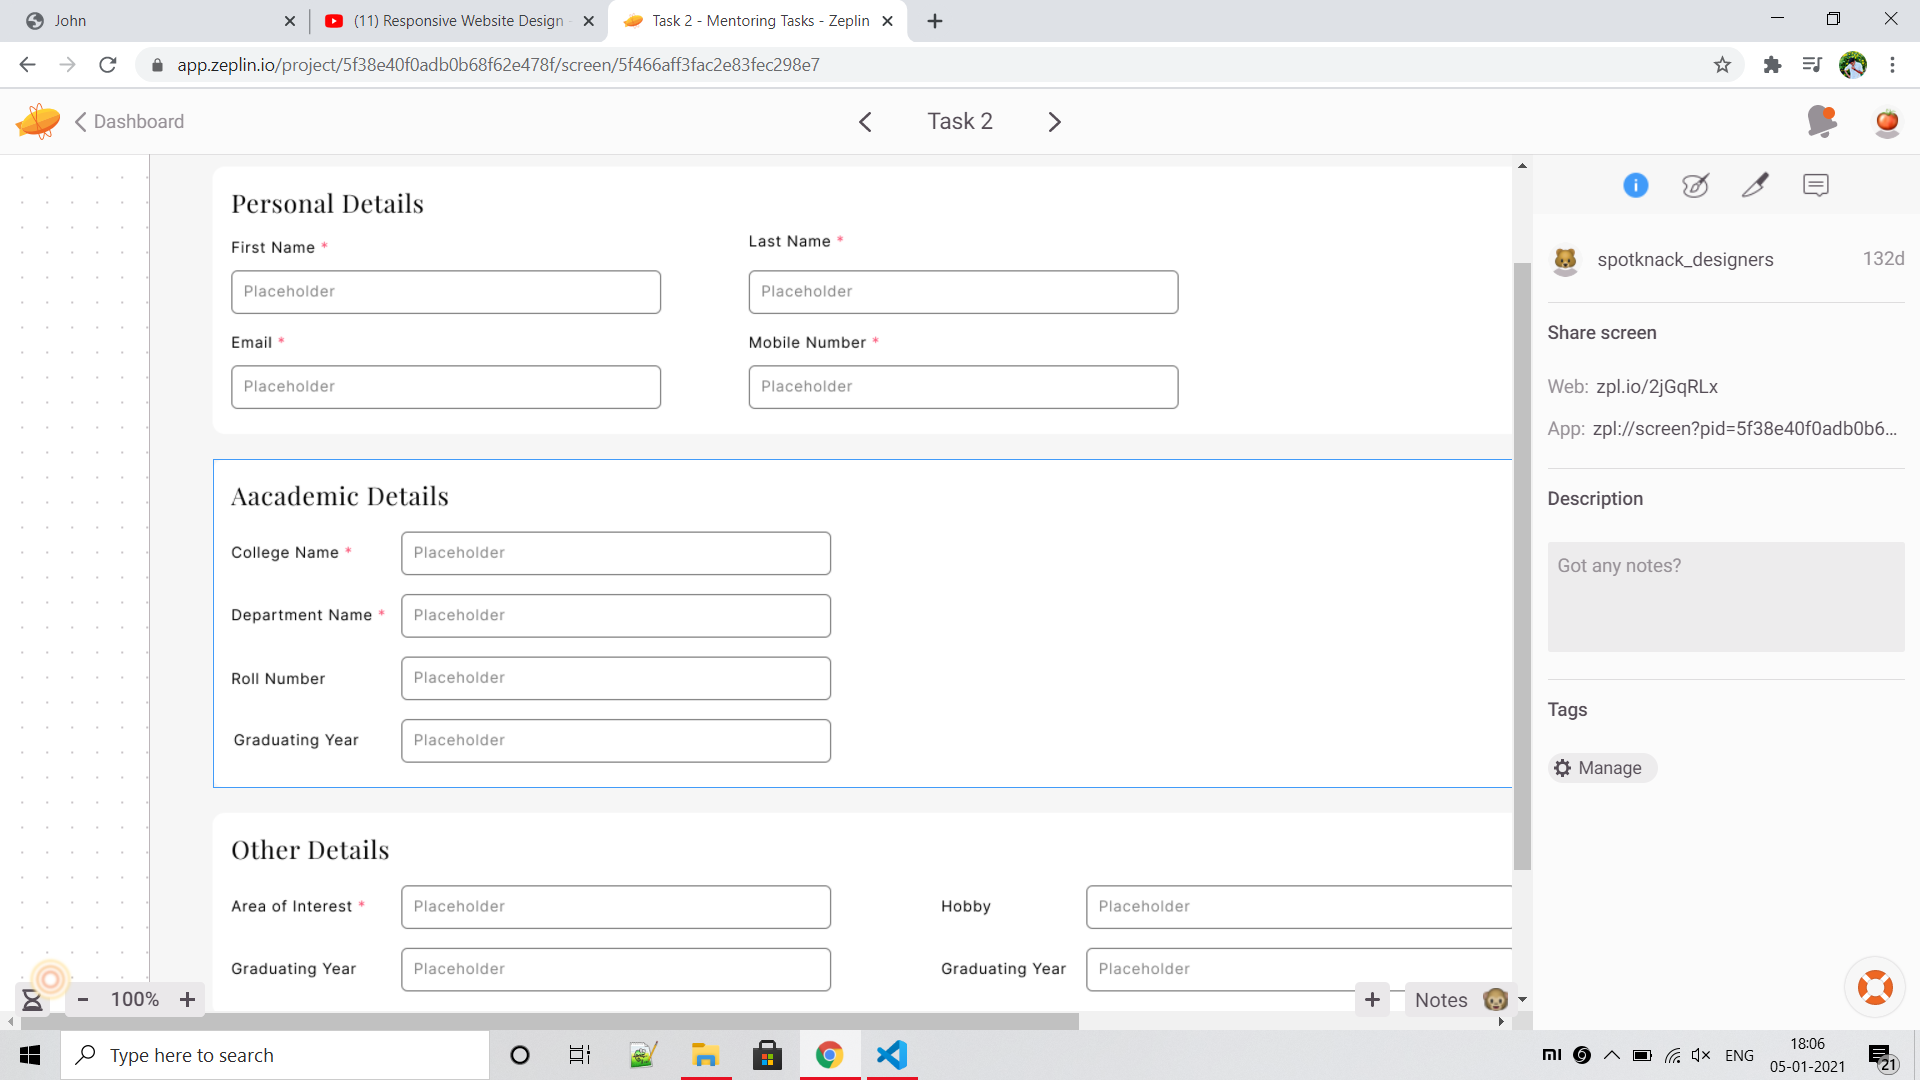 John
(11) Responsive Website Design
Task 2 - Mentoring Tasks - Zeplin
app.zeplin.io/project/5f38e40f0adb0b68f62e478f/screen/5f466aff3fac2e83fec298e7
Dashboard
Task 2
Personal Details
First Name *
Last Name *
Placeholder
Placeholder
Email *
Mobile Number *
Placeholder
Placeholder
Aacademic Details
College Name *
Placeholder
Department Name *
Placeholder
Roll Number
Placeholder
Graduating Year
Placeholder
Other Details
Area of Interest *
Placeholder
Hobby
Placeholder
Graduating Year
Placeholder
Graduating Year
Placeholder
100%
Notes
spotknack_designers
132d
Share screen
Web: zpl.io/2jGqRLx
App: zpl://screen?pid=5f38e40f0adb0b6...
Description
Got any notes?
Tags
Manage
Type here to search
ENG
18:06
05-01-2021
21